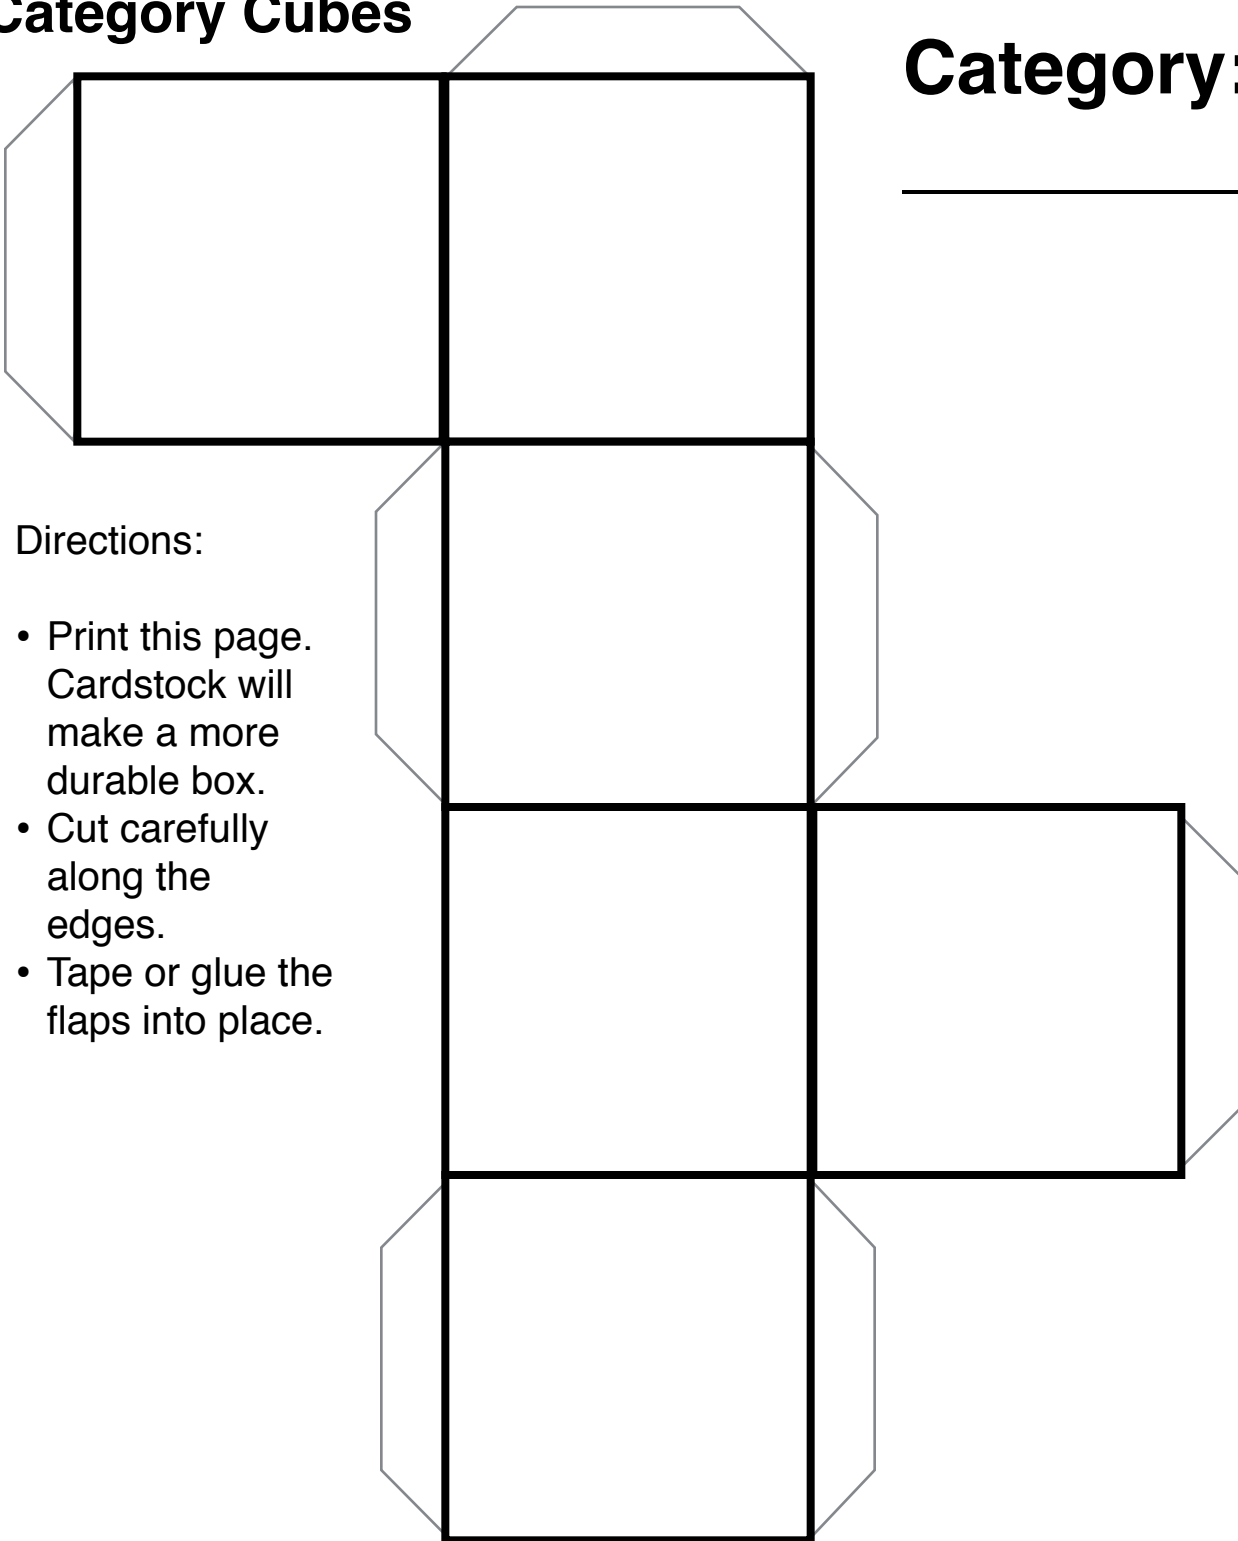 Category Cubes
Category:
Directions:
• Print this page.
Cardstock will
make a more
durable box.
• Cut carefully
along the
edges.
• Tape or glue the
flaps into place.